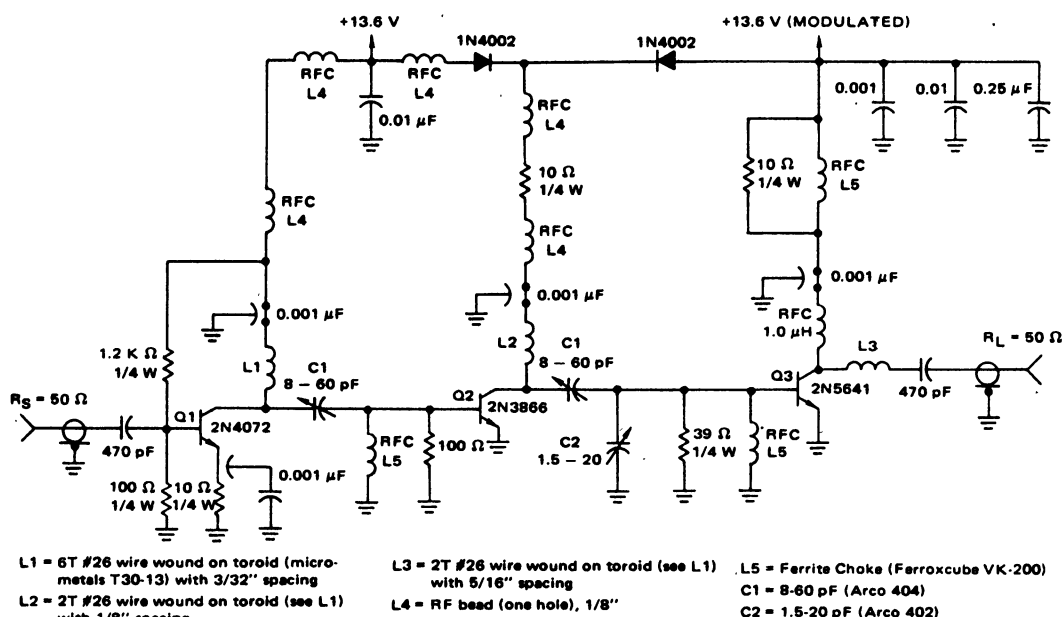 +13.6 V
+13.6 V (MODULATED)
1N4002
1N4002
RFC
L4
RFC
L4
0.01 µF
RFC
L4
0.001
0.01
0.25 µF
10 Ω
1/4 W
10 Ω
1/4 W
RFC
L5
RFC
L4
RFC
L4
0.001 µF
0.001 µF
0.001 µF
RFC
1.0 µH
1.2 K Ω
1/4 W
L1
C1
8 – 60 pF
L2
C1
8 – 60 pF
L3
RL = 50 Ω
470 pF
RS = 50 Ω
470 pF
Q1
2N4072
Q2
2N3866
Q3
2N5641
100 Ω
1/4 W
10 Ω
1/4 W
0.001 µF
RFC
L5
100 Ω
C2
1.5 – 20
39 Ω
1/4 W
RFC
L5
L1 = 6T #26 wire wound on toroid (micro-
metals T30-13) with 3/32" spacing
L2 = 2T #26 wire wound on toroid (see L1)
with 1/8" spacing
L3 = 2T #26 wire wound on toroid (see L1)
with 5/16" spacing
L4 = RF bead (one hole), 1/8"
L5 = Ferrite Choke (Ferroxcube VK-200)
C1 = 8-60 pF (Arco 404)
C2 = 1.5-20 pF (Arco 402)